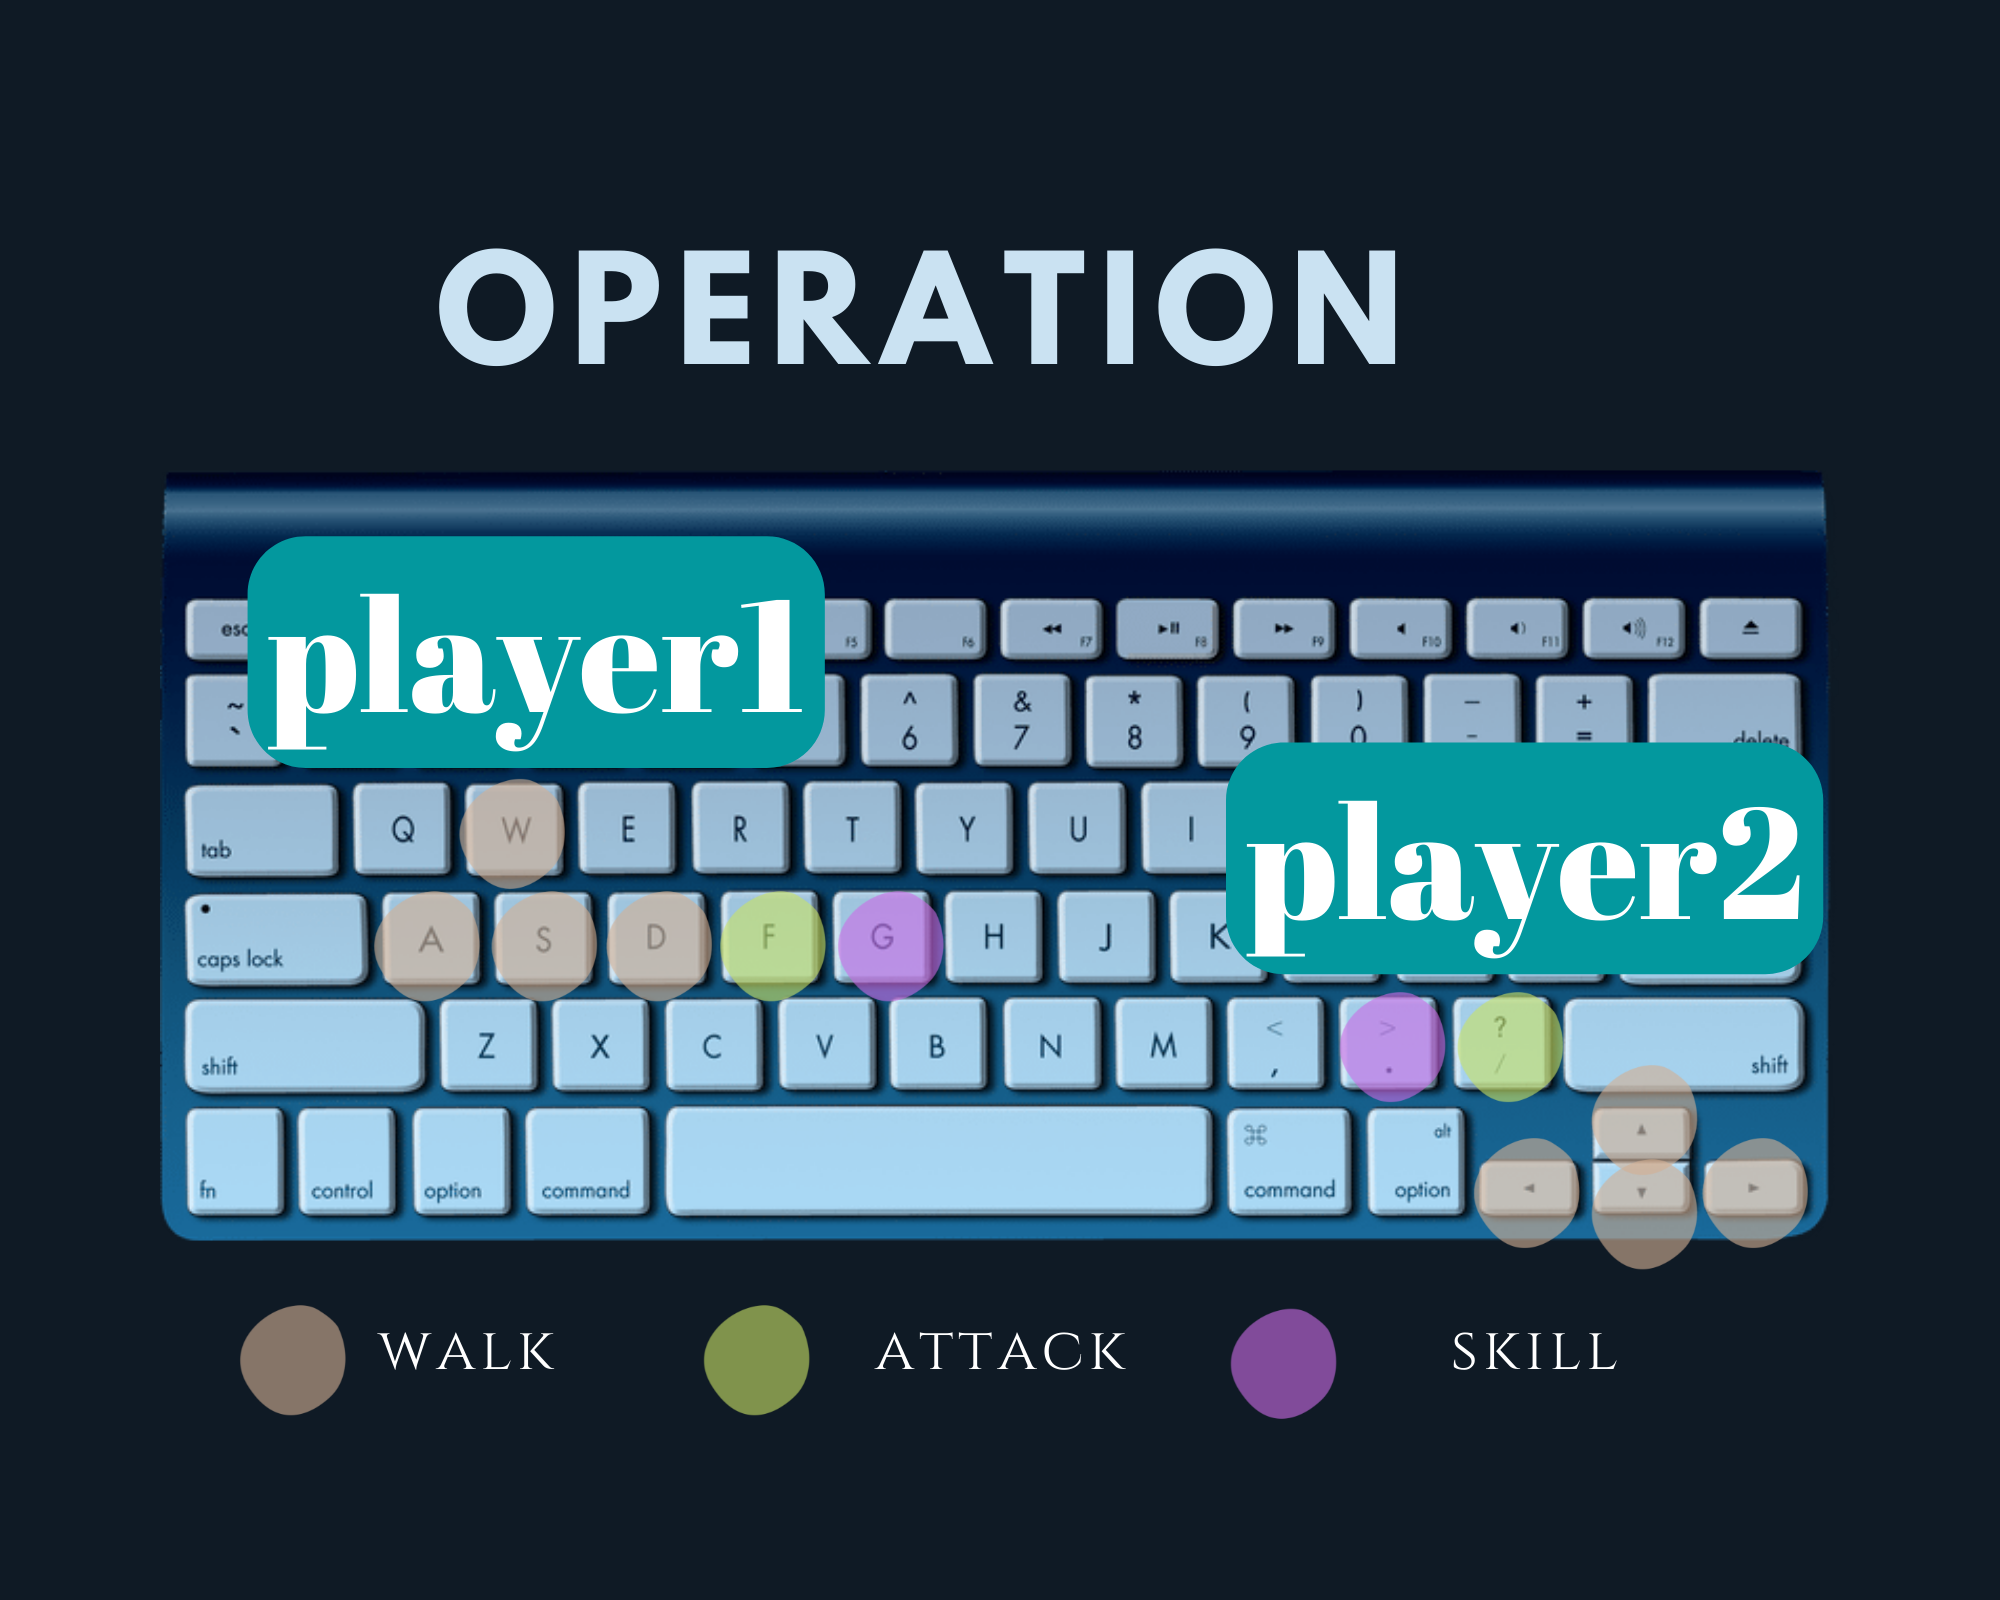 OPERATION
player1
esc F5 F6 F7 F8 F9 F10 F11 F12
~ ^ & * ( ) — +
` 6 7 8 9 0 - = delete
player2
tab Q W E R T Y U I
caps lock A S D F G H J K
shift Z X C V B N M < , > . ? / shift
fn control option command ⌘ command alt option
WALK ATTACK SKILL